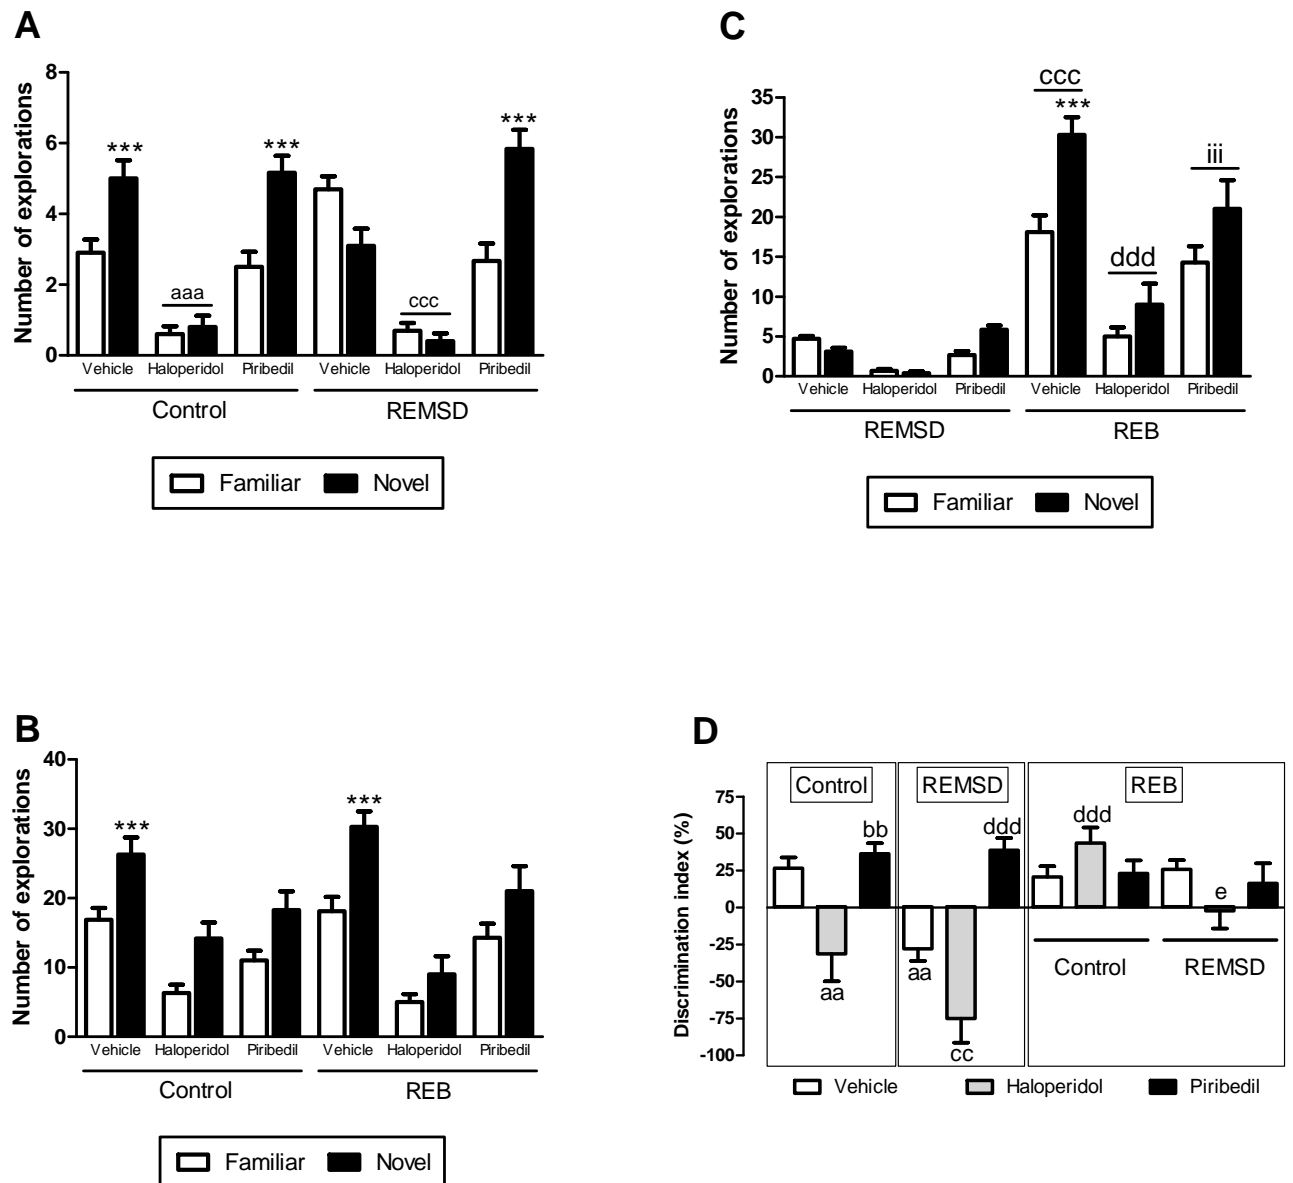 A
Number of explorations
8
6
4
2
0
***
aaa
***
ccc
***
Vehicle Haloperidol Piribedil Vehicle Haloperidol Piribedil
Control REMSD
Familiar Novel
C
Number of explorations
35
30
25
20
15
10
5
0
ccc
***
ddd
iii
Vehicle Haloperidol Piribedil Vehicle Haloperidol Piribedil
REMSD REB
Familiar Novel
B
Number of explorations
40
30
20
10
0
***
***
Vehicle Haloperidol Piribedil Vehicle Haloperidol Piribedil
Control REB
Familiar Novel
D
Discrimination index (%)
75
50
25
0
-25
-50
-75
-100
Control REMSD REB
bb
aa
aa
cc
ddd
ddd
e
Control REMSD
Vehicle Haloperidol Piribedil